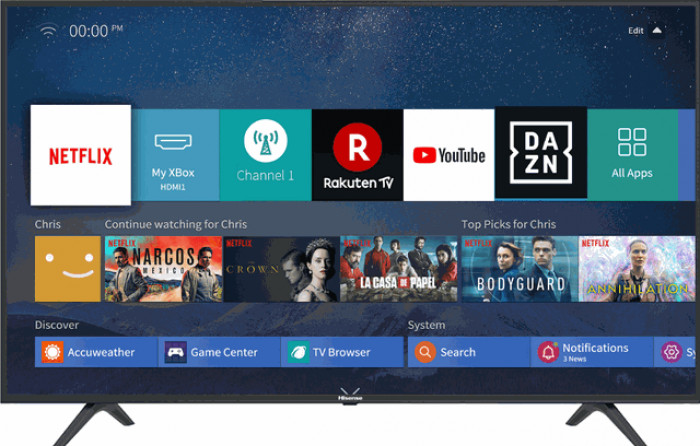 00:00 PM
Edit
NETFLIX
My XBox
HDMI1
Channel 1
R
Rakuten TV
YouTube
DA
ZN
All Apps
Chris
Continue watching for Chris
Top Picks for Chris
NETFLIX
NARCOS
MEXICO
NETFLIX
THE CROWN
NETFLIX
LA CASA DE PAPEL
NETFLIX
BODYGUARD
NETFLIX
ANNIHILATION
Discover
System
Accuweather
Game Center
TV Browser
Search
Notifications
3 News
Sy
Hisense